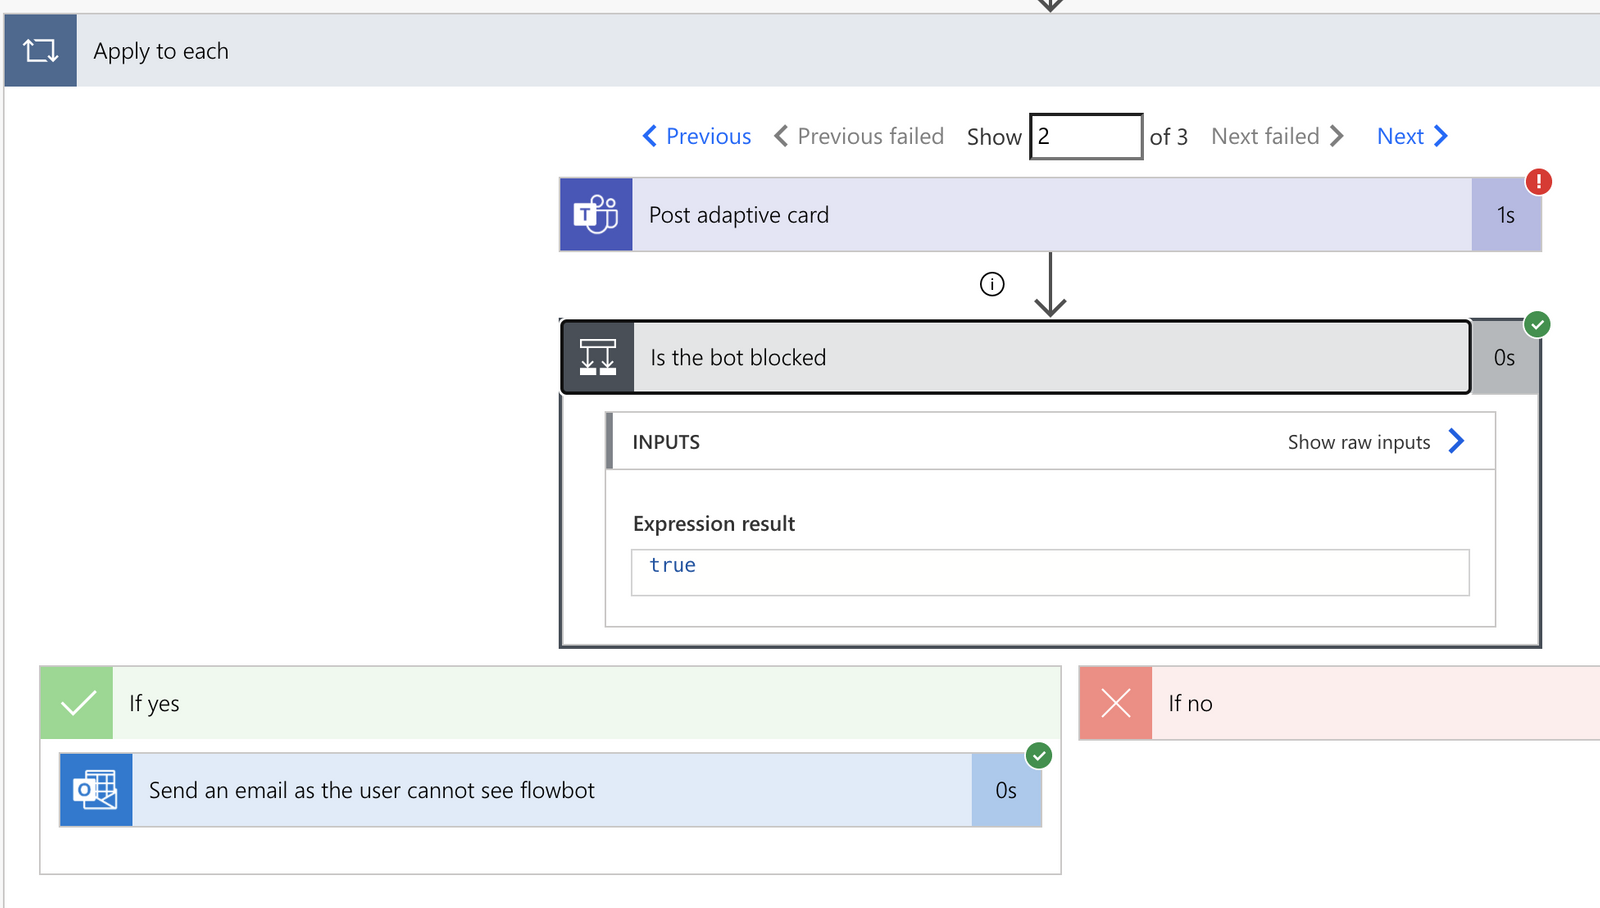 Apply to each
Previous Previous failed Show 2 of 3 Next failed Next
T Post adaptive card 1s !
i
Is the bot blocked 0s
INPUTS Show raw inputs
Expression result
true
If yes
If no
O Send an email as the user cannot see flowbot 0s